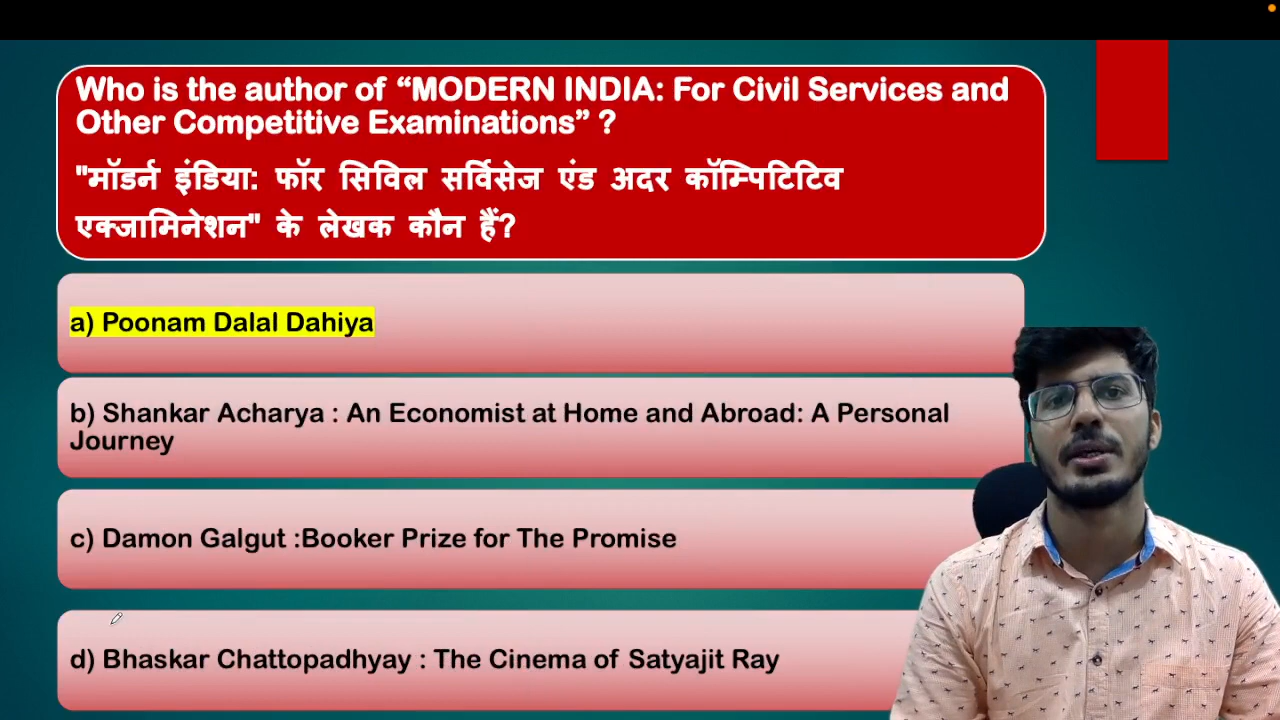 Who is the author of “MODERN INDIA: For Civil Services and
Other Competitive Examinations” ?
"मॉडर्न इंडिया: फॉर सिविल सर्विसेज एंड अदर कॉम्पिटिटिव
एक्जामिनेशन" के लेखक कौन हैं?
a) Poonam Dalal Dahiya
b) Shankar Acharya : An Economist at Home and Abroad: A Personal
Journey
c) Damon Galgut :Booker Prize for The Promise
d) Bhaskar Chattopadhyay : The Cinema of Satyajit Ray